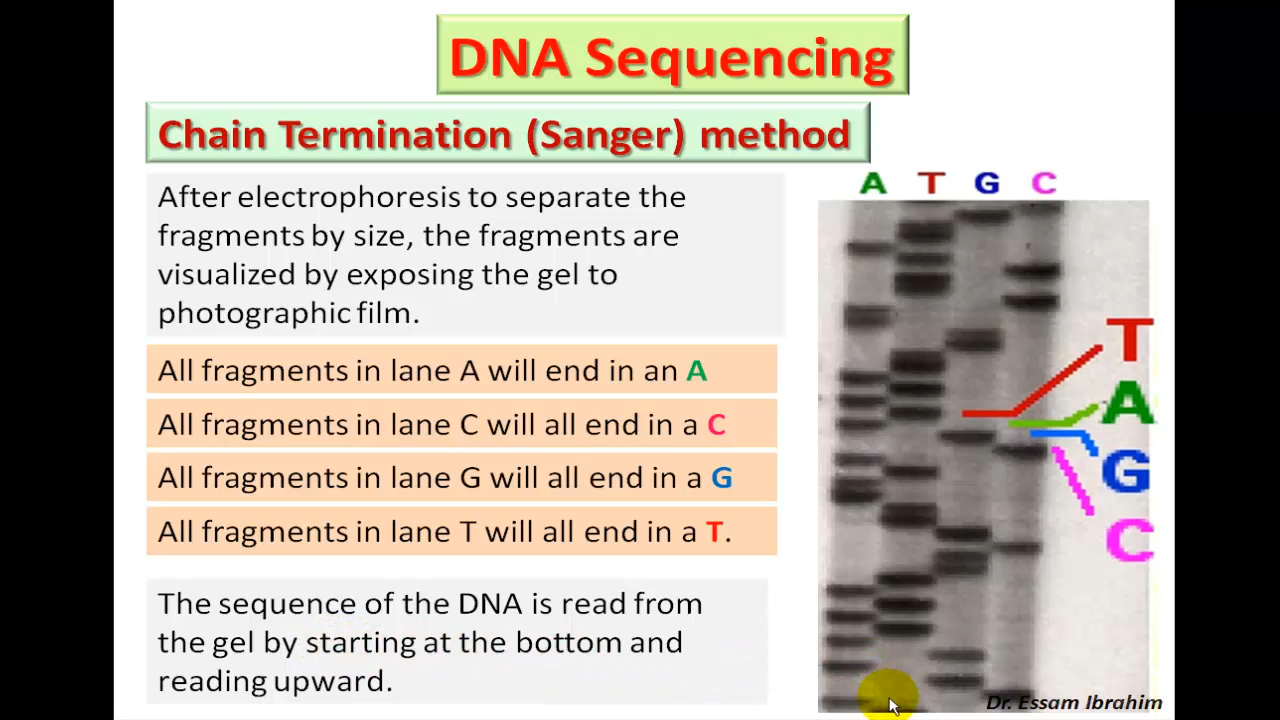 DNA Sequencing
Chain Termination (Sanger) method
After electrophoresis to separate the
fragments by size, the fragments are
visualized by exposing the gel to
photographic film.
All fragments in lane A will end in an A
All fragments in lane C will all end in a C
All fragments in lane G will all end in a G
All fragments in lane T will all end in a T.
The sequence of the DNA is read from
the gel by starting at the bottom and
reading upward.
A T G C
T
A
G
C
Dr. Essam Ibrahim